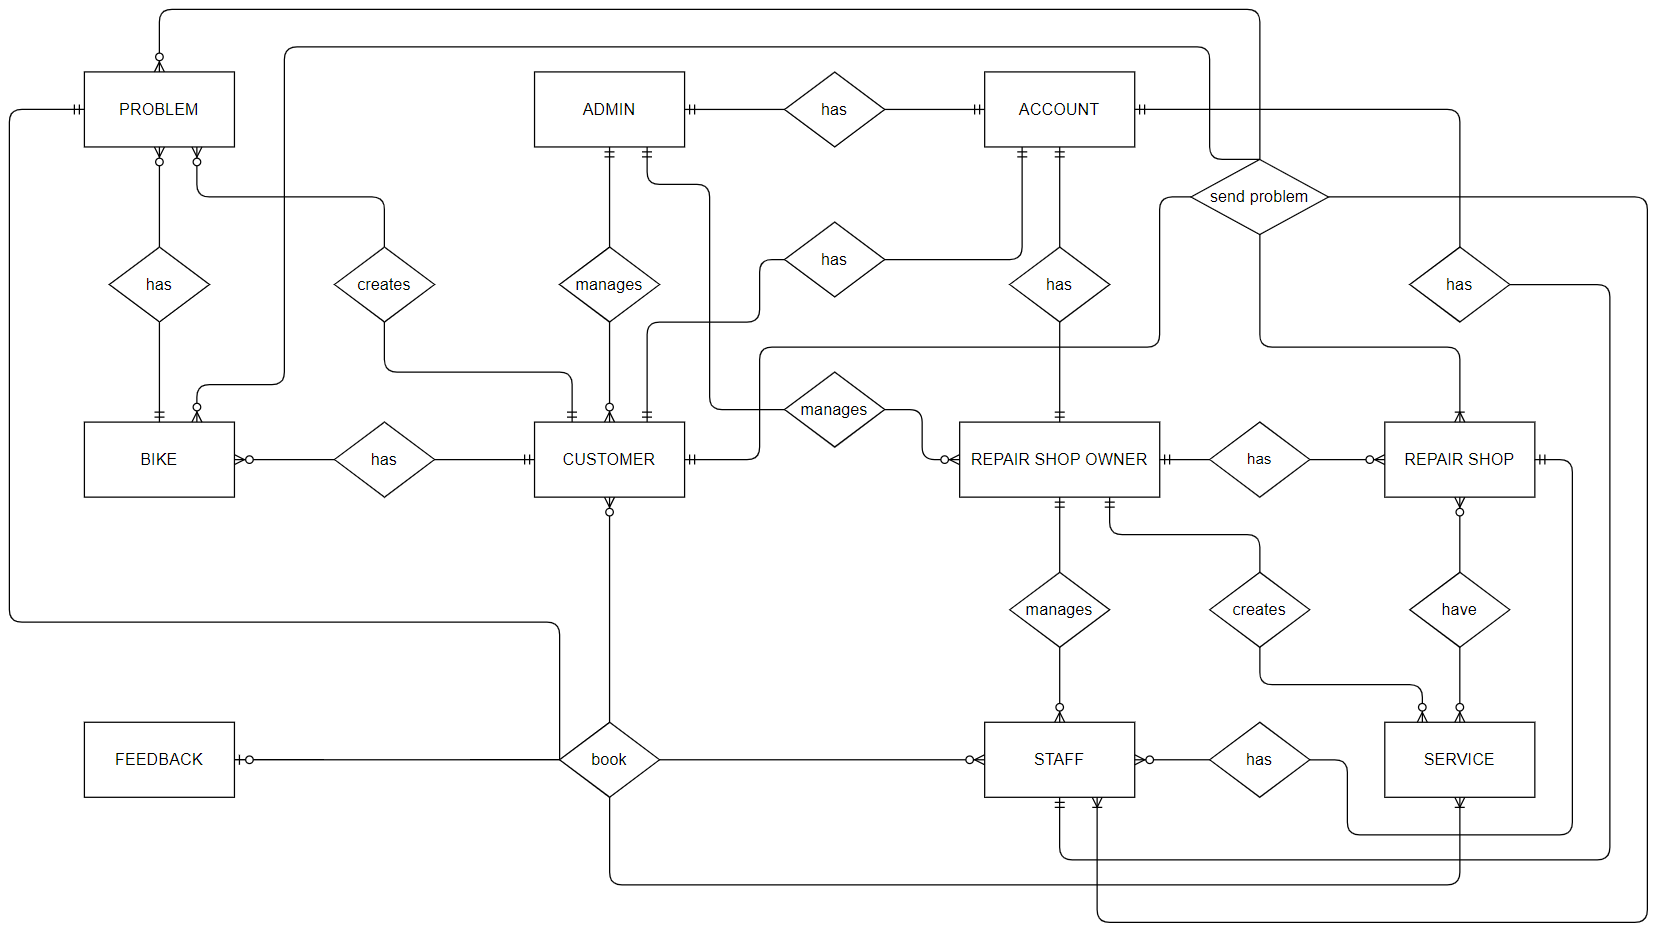 PROBLEM
ADMIN
has
ACCOUNT
send problem
has
creates
manages
has
has
has
manages
BIKE
has
CUSTOMER
REPAIR SHOP OWNER
has
REPAIR SHOP
manages
creates
have
FEEDBACK
book
STAFF
has
SERVICE